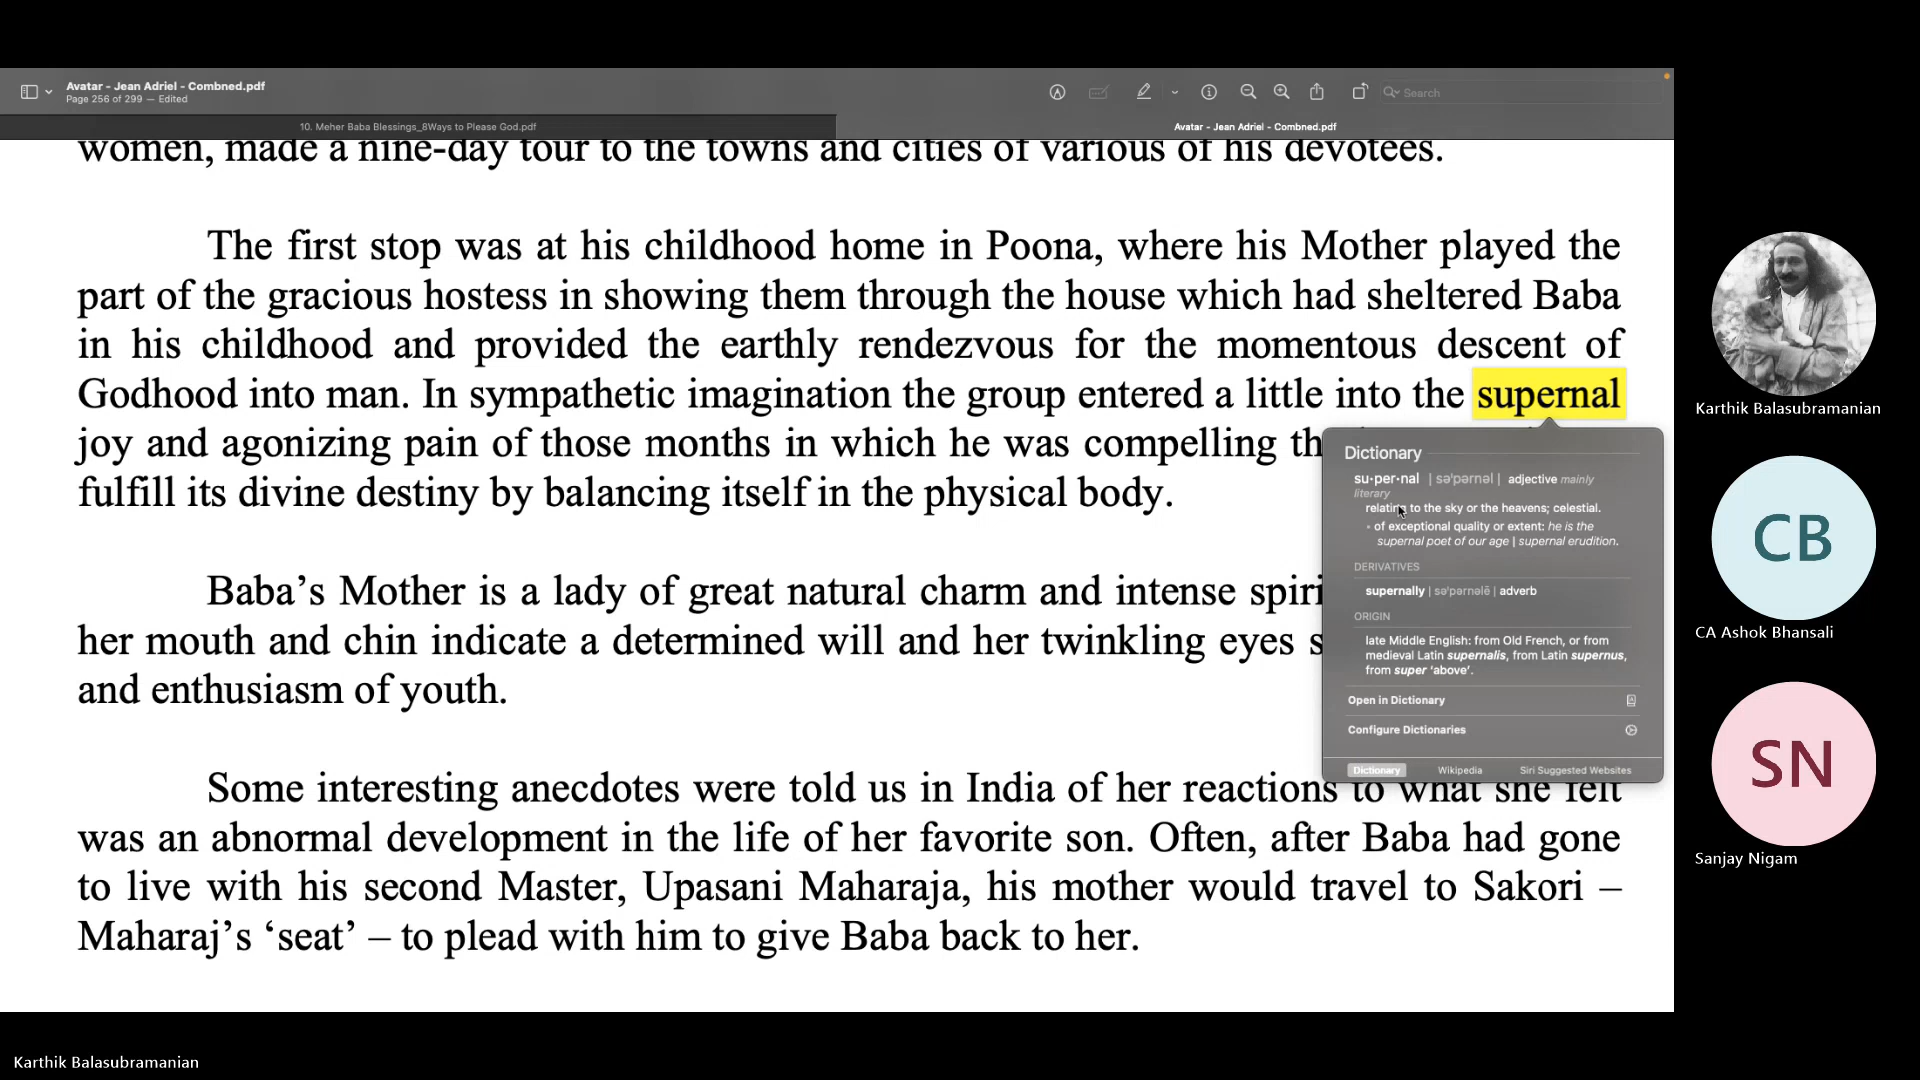 Avatar - Jean Adriel - Combned.pdf
Page 256 of 299 — Edited
Search
10. Meher Baba Blessings_8Ways to Please God.pdf
Avatar - Jean Adriel - Combned.pdf
women, made a nine-day tour to the towns and cities of various of his devotees.
The first stop was at his childhood home in Poona, where his Mother played the
part of the gracious hostess in showing them through the house which had sheltered Baba
in his childhood and provided the earthly rendezvous for the momentous descent of
Godhood into man. In sympathetic imagination the group entered a little into the supernal
joy and agonizing pain of those months in which he was compelling
fulfill its divine destiny by balancing itself in the physical body.
Baba’s Mother is a lady of great natural charm and intense
her mouth and chin indicate a determined will and her twinkling eyes
and enthusiasm of youth.
Some interesting anecdotes were told us in India of her reactions to what she felt
was an abnormal development in the life of her favorite son. Often, after Baba had gone
to live with his second Master, Upasani Maharaja, his mother would travel to Sakori –
Maharaj’s ‘seat’ – to plead with him to give Baba back to her.
Dictionary
su·per·nal | səˈpərnəl | adjective mainly
literary
relating to the sky or the heavens; celestial.
• of exceptional quality or extent: he is the
supernal poet of our age | supernal erudition.
DERIVATIVES
supernally | səˈpərnəlē | adverb
ORIGIN
late Middle English: from Old French, or from
medieval Latin supernalis, from Latin supernus,
from super ‘above’.
Open in Dictionary
Configure Dictionaries
Dictionary
Wikipedia
Siri Suggested Websites
Karthik Balasubramanian
CB
CA Ashok Bhansali
SN
Sanjay Nigam
Karthik Balasubramanian